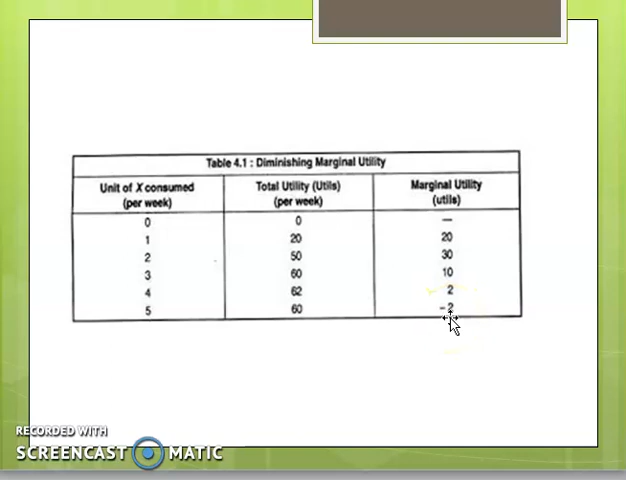 Table 4.1 : Diminishing Marginal Utility
Unit of X consumed (per week) Total Utility (Utils) (per week) Marginal Utility (utils)
0 0 —
1 20 20
2 50 30
3 60 10
4 62 2
5 60 -2
RECORDED WITH
SCREENCAST MATIC